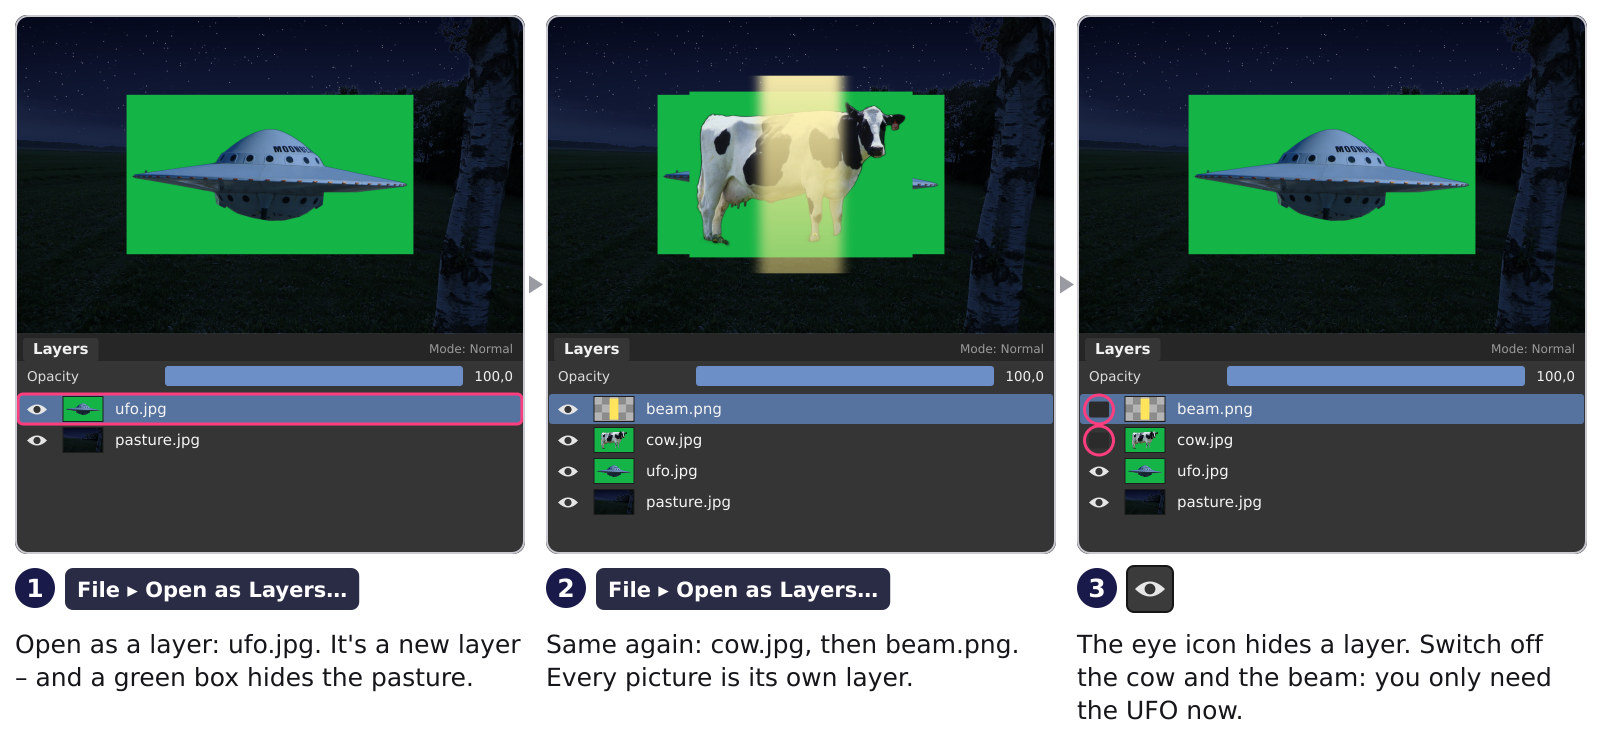 MOONB
Layers
Mode: Normal
Opacity
100,0
ufo.jpg
pasture.jpg
1
File ▸ Open as Layers...
Open as a layer: ufo.jpg. It's a new layer
– and a green box hides the pasture.
Layers
Mode: Normal
Opacity
100,0
beam.png
cow.jpg
ufo.jpg
pasture.jpg
2
File ▸ Open as Layers...
Same again: cow.jpg, then beam.png.
Every picture is its own layer.
Layers
Mode: Normal
Opacity
100,0
beam.png
cow.jpg
ufo.jpg
pasture.jpg
3
The eye icon hides a layer. Switch off
the cow and the beam: you only need
the UFO now.